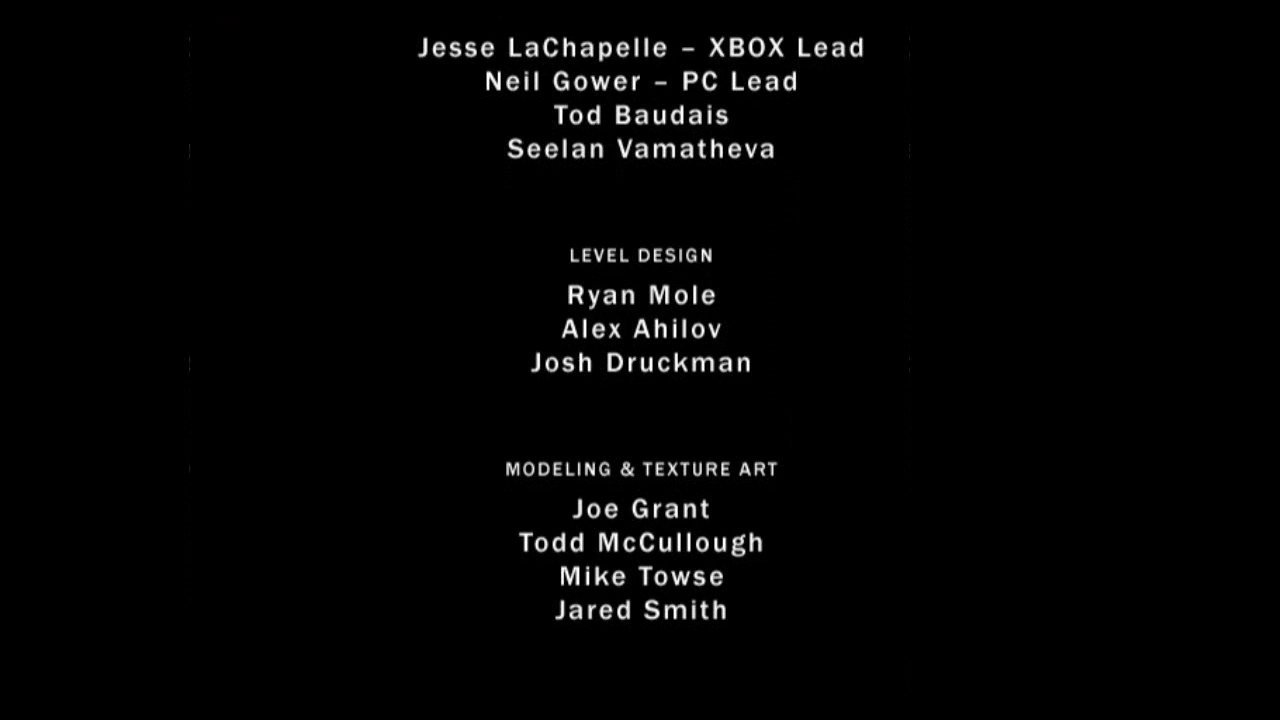 Jesse LaChapelle – XBOX Lead
Neil Gower – PC Lead
Tod Baudais
Seelan Vamatheva
LEVEL DESIGN
Ryan Mole
Alex Ahilov
Josh Druckman
MODELING & TEXTURE ART
Joe Grant
Todd McCullough
Mike Towse
Jared Smith